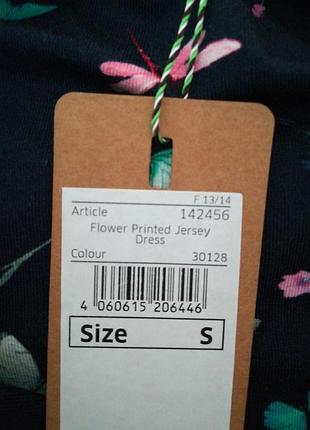 F 13/14
Article 142456
Flower Printed Jersey
Dress
Colour 30128
4 060615 206446
Size S